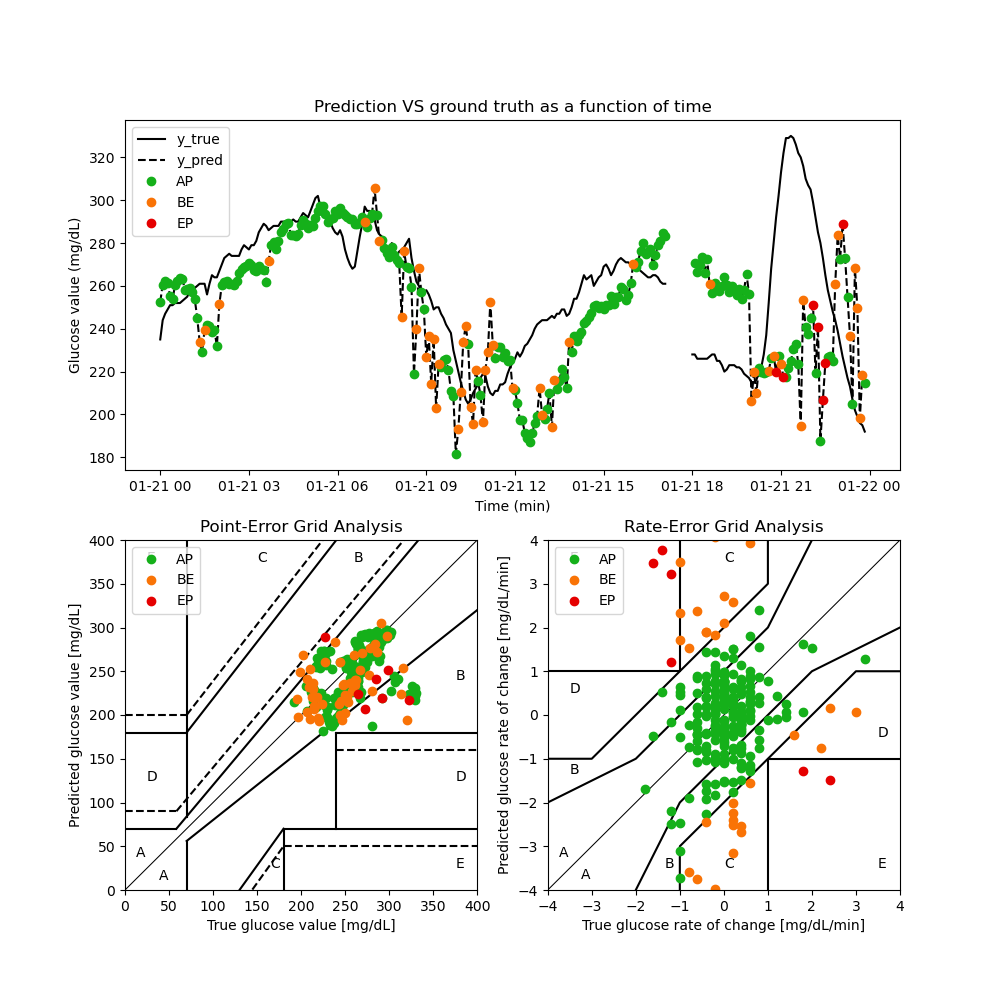 Prediction VS ground truth as a function of time
Glucose value (mg/dL)
320
300
280
260
240
220
200
180
y_true
y_pred
AP
BE
EP
01-21 00 01-21 03 01-21 06 01-21 09 01-21 12 01-21 15 01-21 18 01-21 21 01-22 00
Time (min)
Point-Error Grid Analysis
Predicted glucose value [mg/dL]
400
350
300
250
200
150
100
50
0
AP
BE
EP
C B
B
D D
A
A
C E
0 50 100 150 200 250 300 350 400
True glucose value [mg/dL]
Rate-Error Grid Analysis
Predicted glucose rate of change [mg/dL/min]
4
3
2
1
0
−1
−2
−3
−4
AP
BE
EP
C
D
D
B
A
A
B C E
−4 −3 −2 −1 0 1 2 3 4
True glucose rate of change [mg/dL/min]